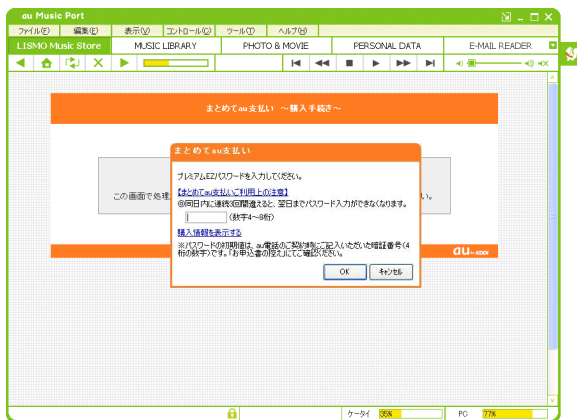 au Music Port
ファイル(F) 編集(E) 表示(V) コントロール(C) ツール(T) ヘルプ(H)
LISMO Music Store MUSIC LIBRARY PHOTO & MOVIE PERSONAL DATA E-MAIL READER
まとめてau支払い ～購入手続き～
まとめてau支払い
プレミアムEZパスワードを入力してください。
【まとめてau支払いご利用上の注意】
@同日内に連続3回間違えると、翌日までパスワード入力ができなくなります。
(数字4～8桁)
この画面で処理
い。
購入情報を表示する
※パスワードの初期値は、au電話のご契約時にご記入いただいた暗証番号(4
桁の数字)です。「お申込書の控え」にてご確認ください。
au by KDDI
OK キャンセル
ケータイ 35% PC 77%